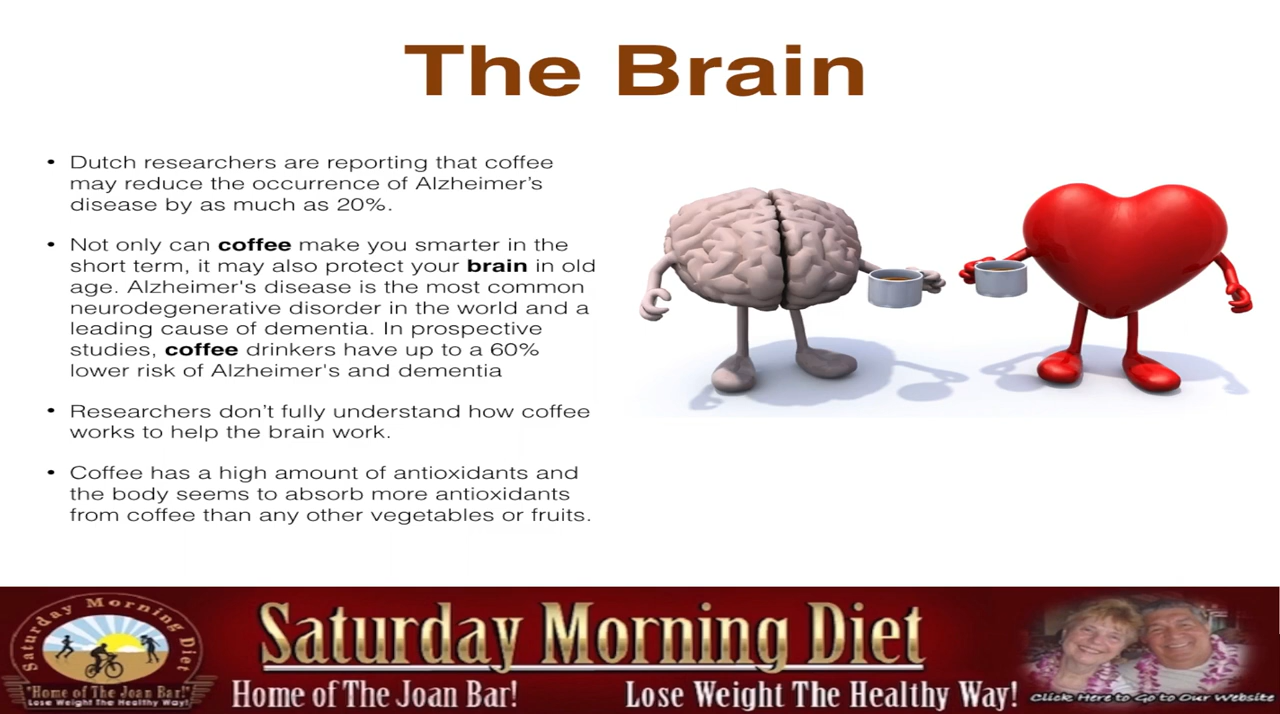 The Brain
• Dutch researchers are reporting that coffee
may reduce the occurrence of Alzheimer's
disease by as much as 20%.
• Not only can coffee make you smarter in the
short term, it may also protect your brain in old
age. Alzheimer's disease is the most common
neurodegenerative disorder in the world and a
leading cause of dementia. In prospective
studies, coffee drinkers have up to a 60%
lower risk of Alzheimer's and dementia
• Researchers don't fully understand how coffee
works to help the brain work.
• Coffee has a high amount of antioxidants and
the body seems to absorb more antioxidants
from coffee than any other vegetables or fruits.
Saturday Morning Diet
"Home of The Joan Bar!"
Lose Weight The Healthy Way!
Saturday Morning Diet
Home of The Joan Bar! Lose Weight The Healthy Way!
Click Here to Go to Our Website